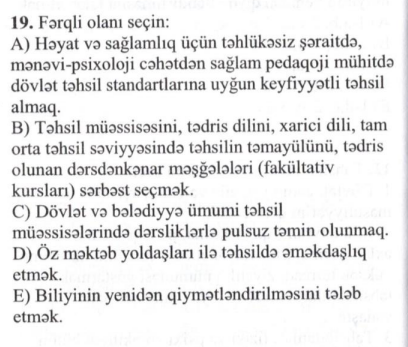 19. Fərqli olanı seçin:
A) Həyat və sağlamlıq üçün təhlükəsiz şəraitdə,
mənəvi-psixoloji cəhətdən sağlam pedaqoji mühitdə
dövlət təhsil standartlarına uyğun keyfiyyətli təhsil
almaq.
B) Təhsil müəssisəsini, tədris dilini, xarici dili, tam
orta təhsil səviyyəsində təhsilin təmayülünü, tədris
olunan dərsdənkənar məşğələləri (fakültativ
kursları) sərbəst seçmək.
C) Dövlət və bələdiyyə ümumi təhsil
müəssisələrində dərsliklərlə pulsuz təmin olunmaq.
D) Öz məktəb yoldaşları ilə təhsildə əməkdaşlıq
etmək.
E) Biliyinin yenidən qiymətləndirilməsini tələb
etmək.